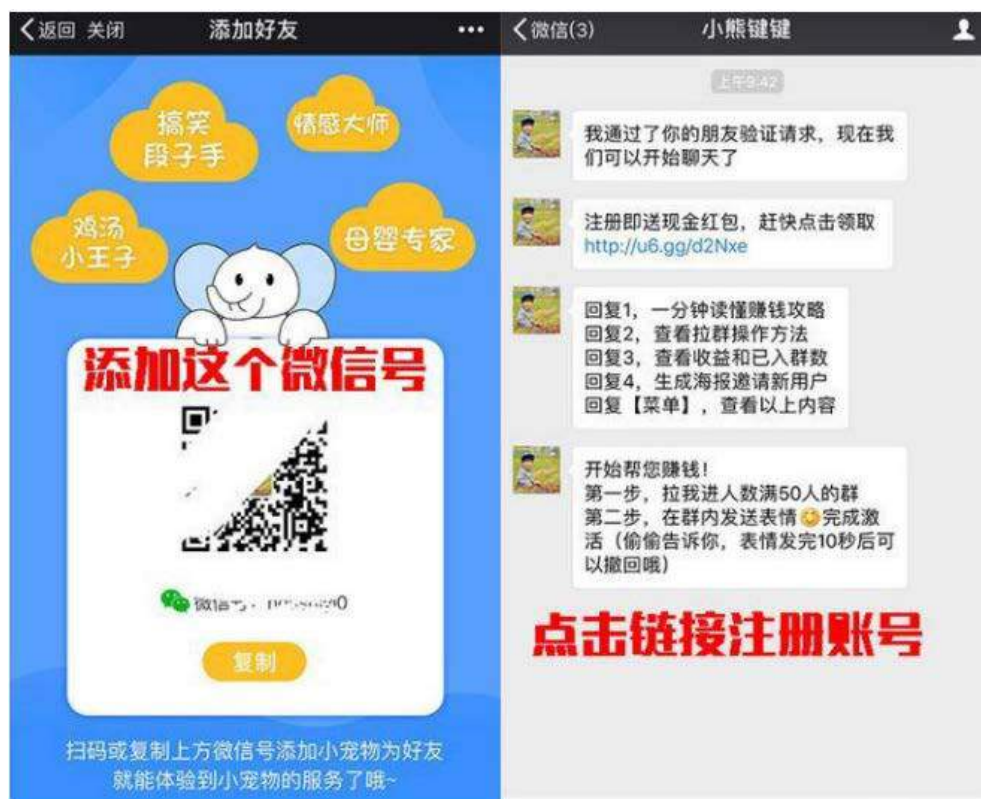 返回 关闭
添加好友
搞笑
段子手
情感大师
鸡汤
小王子
母婴专家
添加这个微信号
复制
扫码或复制上方微信号添加小宠物为好友
就能体验到小宠物的服务了哦~
微信(3)
小熊键键
上午9:42
我通过了你的朋友验证请求,现在我
们可以开始聊天了
注册即送现金红包,赶快点击领取
http://u6.gg/d2Nxe
回复1,一分钟读懂赚钱攻略
回复2,查看拉群操作方法
回复3,查看收益和已入群数
回复4,生成海报邀请新用户
回复【菜单】,查看以上内容
开始帮您赚钱!
第一步,拉我进人数满50人的群
第二步,在群内发送表情😊完成激
活(偷偷告诉你,表情发完10秒后可
以撤回哦)
点击链接注册账号